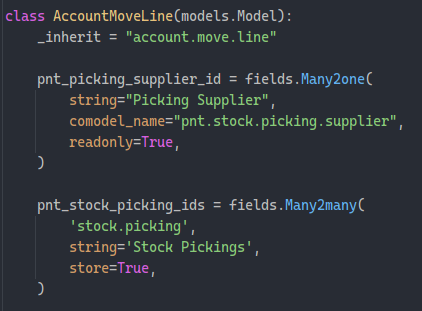 class AccountMoveLine(models.Model):
    _inherit = "account.move.line"

    pnt_picking_supplier_id = fields.Many2one(
        string="Picking Supplier",
        comodel_name="pnt.stock.picking.supplier",
        readonly=True,
    )

    pnt_stock_picking_ids = fields.Many2many(
        'stock.picking',
        string='Stock Pickings',
        store=True,
    )